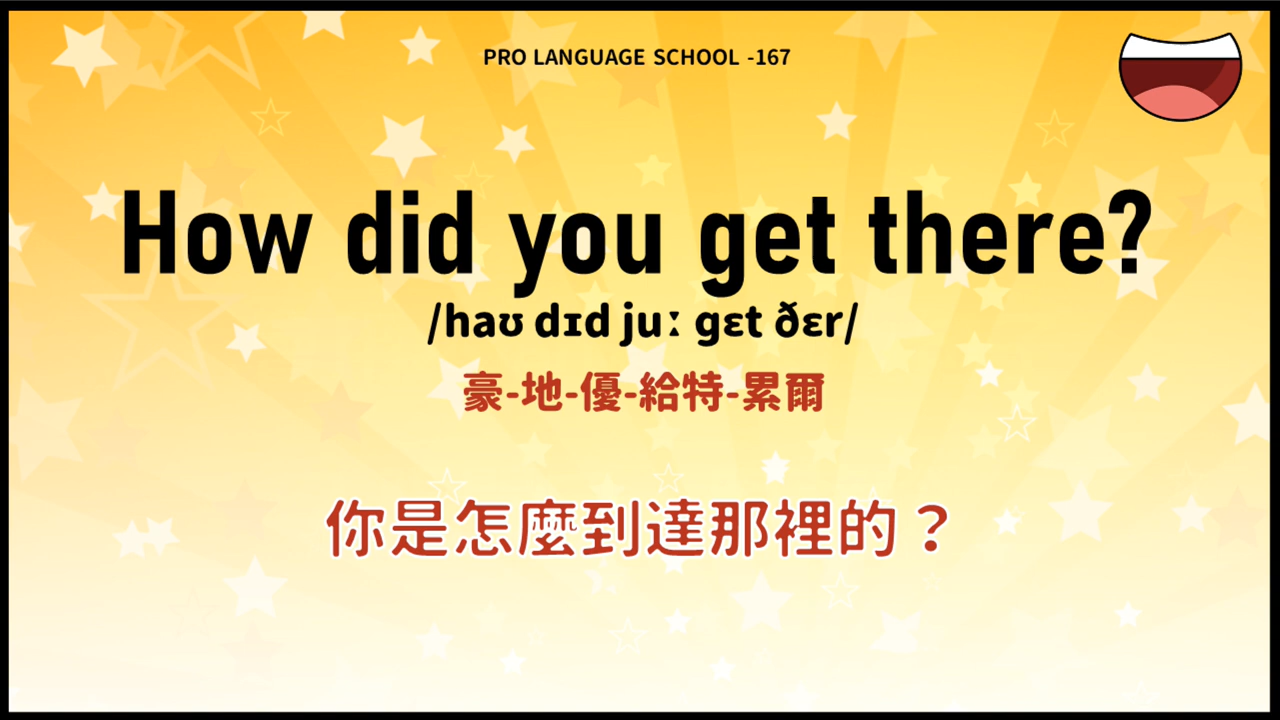 PRO LANGUAGE SCHOOL -167
How did you get there?
/haʊ dɪd juː gɛt ðɛr/
豪-地-優-給特-累爾
你是怎麼到達那裡的？